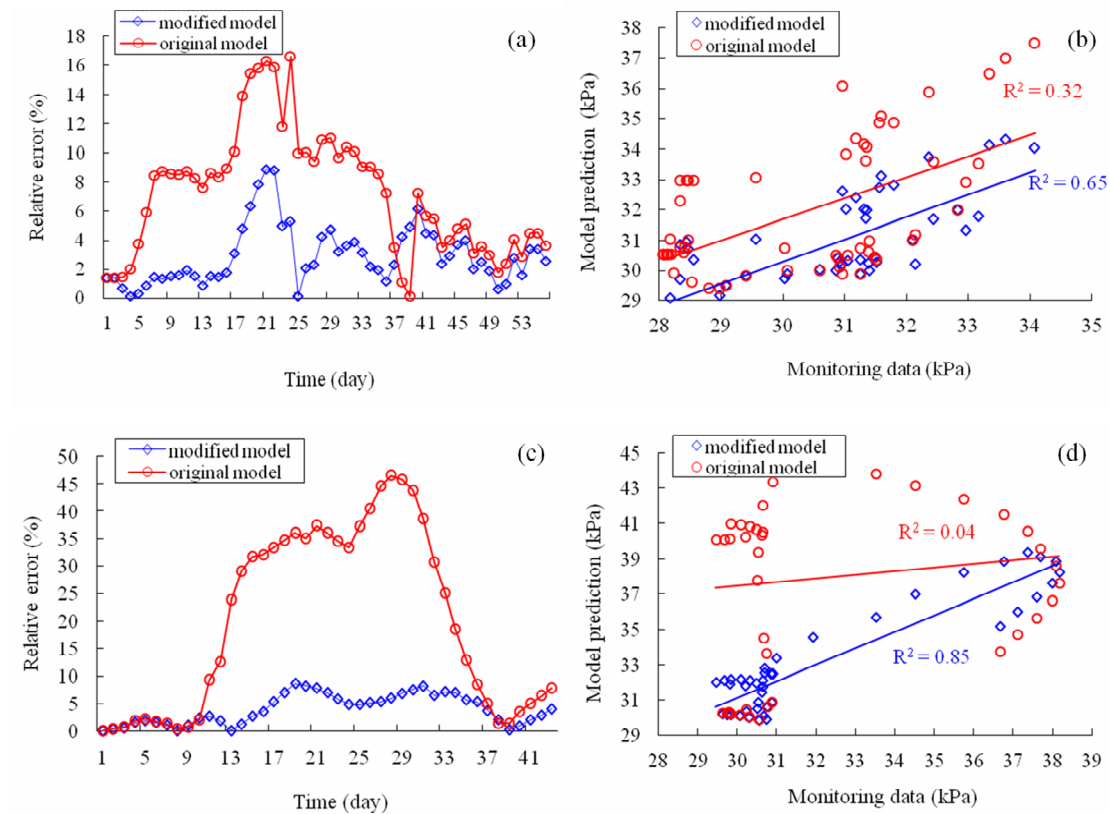 modified model
original model
(a)
18
16
14
12
10
8
6
4
2
0
1 5 9 13 17 21 25 29 33 37 41 45 49 53
Relative error (%)
Time (day)
modified model
original model
(b)
38
37
36
35
34
33
32
31
30
29
28 29 30 31 32 33 34 35
R² = 0.32
R² = 0.65
Model prediction (kPa)
Monitoring data (kPa)
modified model
original model
(c)
50
45
40
35
30
25
20
15
10
5
0
1 5 9 13 17 21 25 29 33 37 41
Relative error (%)
Time (day)
modified model
original model
(d)
45
43
41
39
37
35
33
31
29
28 29 30 31 32 33 34 35 36 37 38 39
R² = 0.04
R² = 0.85
Model prediction (kPa)
Monitoring data (kPa)